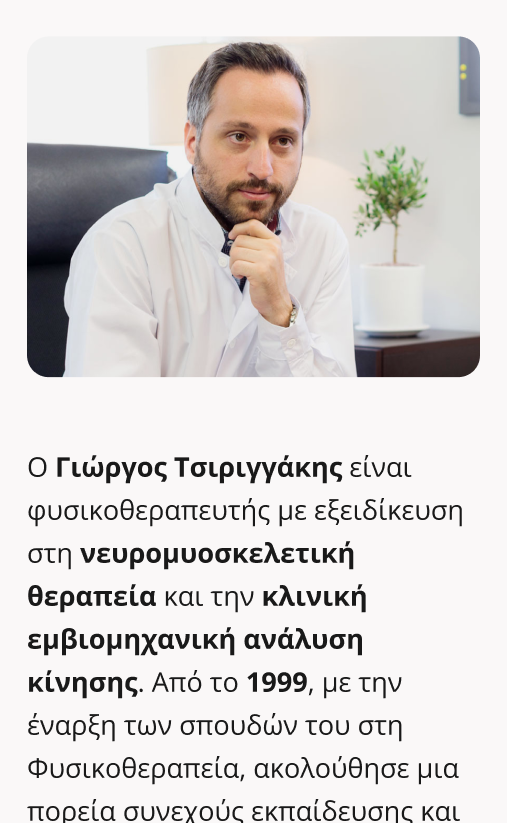 Ο Γιώργος Τσιριγγάκης είναι
φυσικοθεραπευτής με εξειδίκευση
στη νευρομυοσκελετική
θεραπεία και την κλινική
εμβιομηχανική ανάλυση
κίνησης. Από το 1999, με την
έναρξη των σπουδών του στη
Φυσικοθεραπεία, ακολούθησε μια
πορεία συνεχούς εκπαίδευσης και